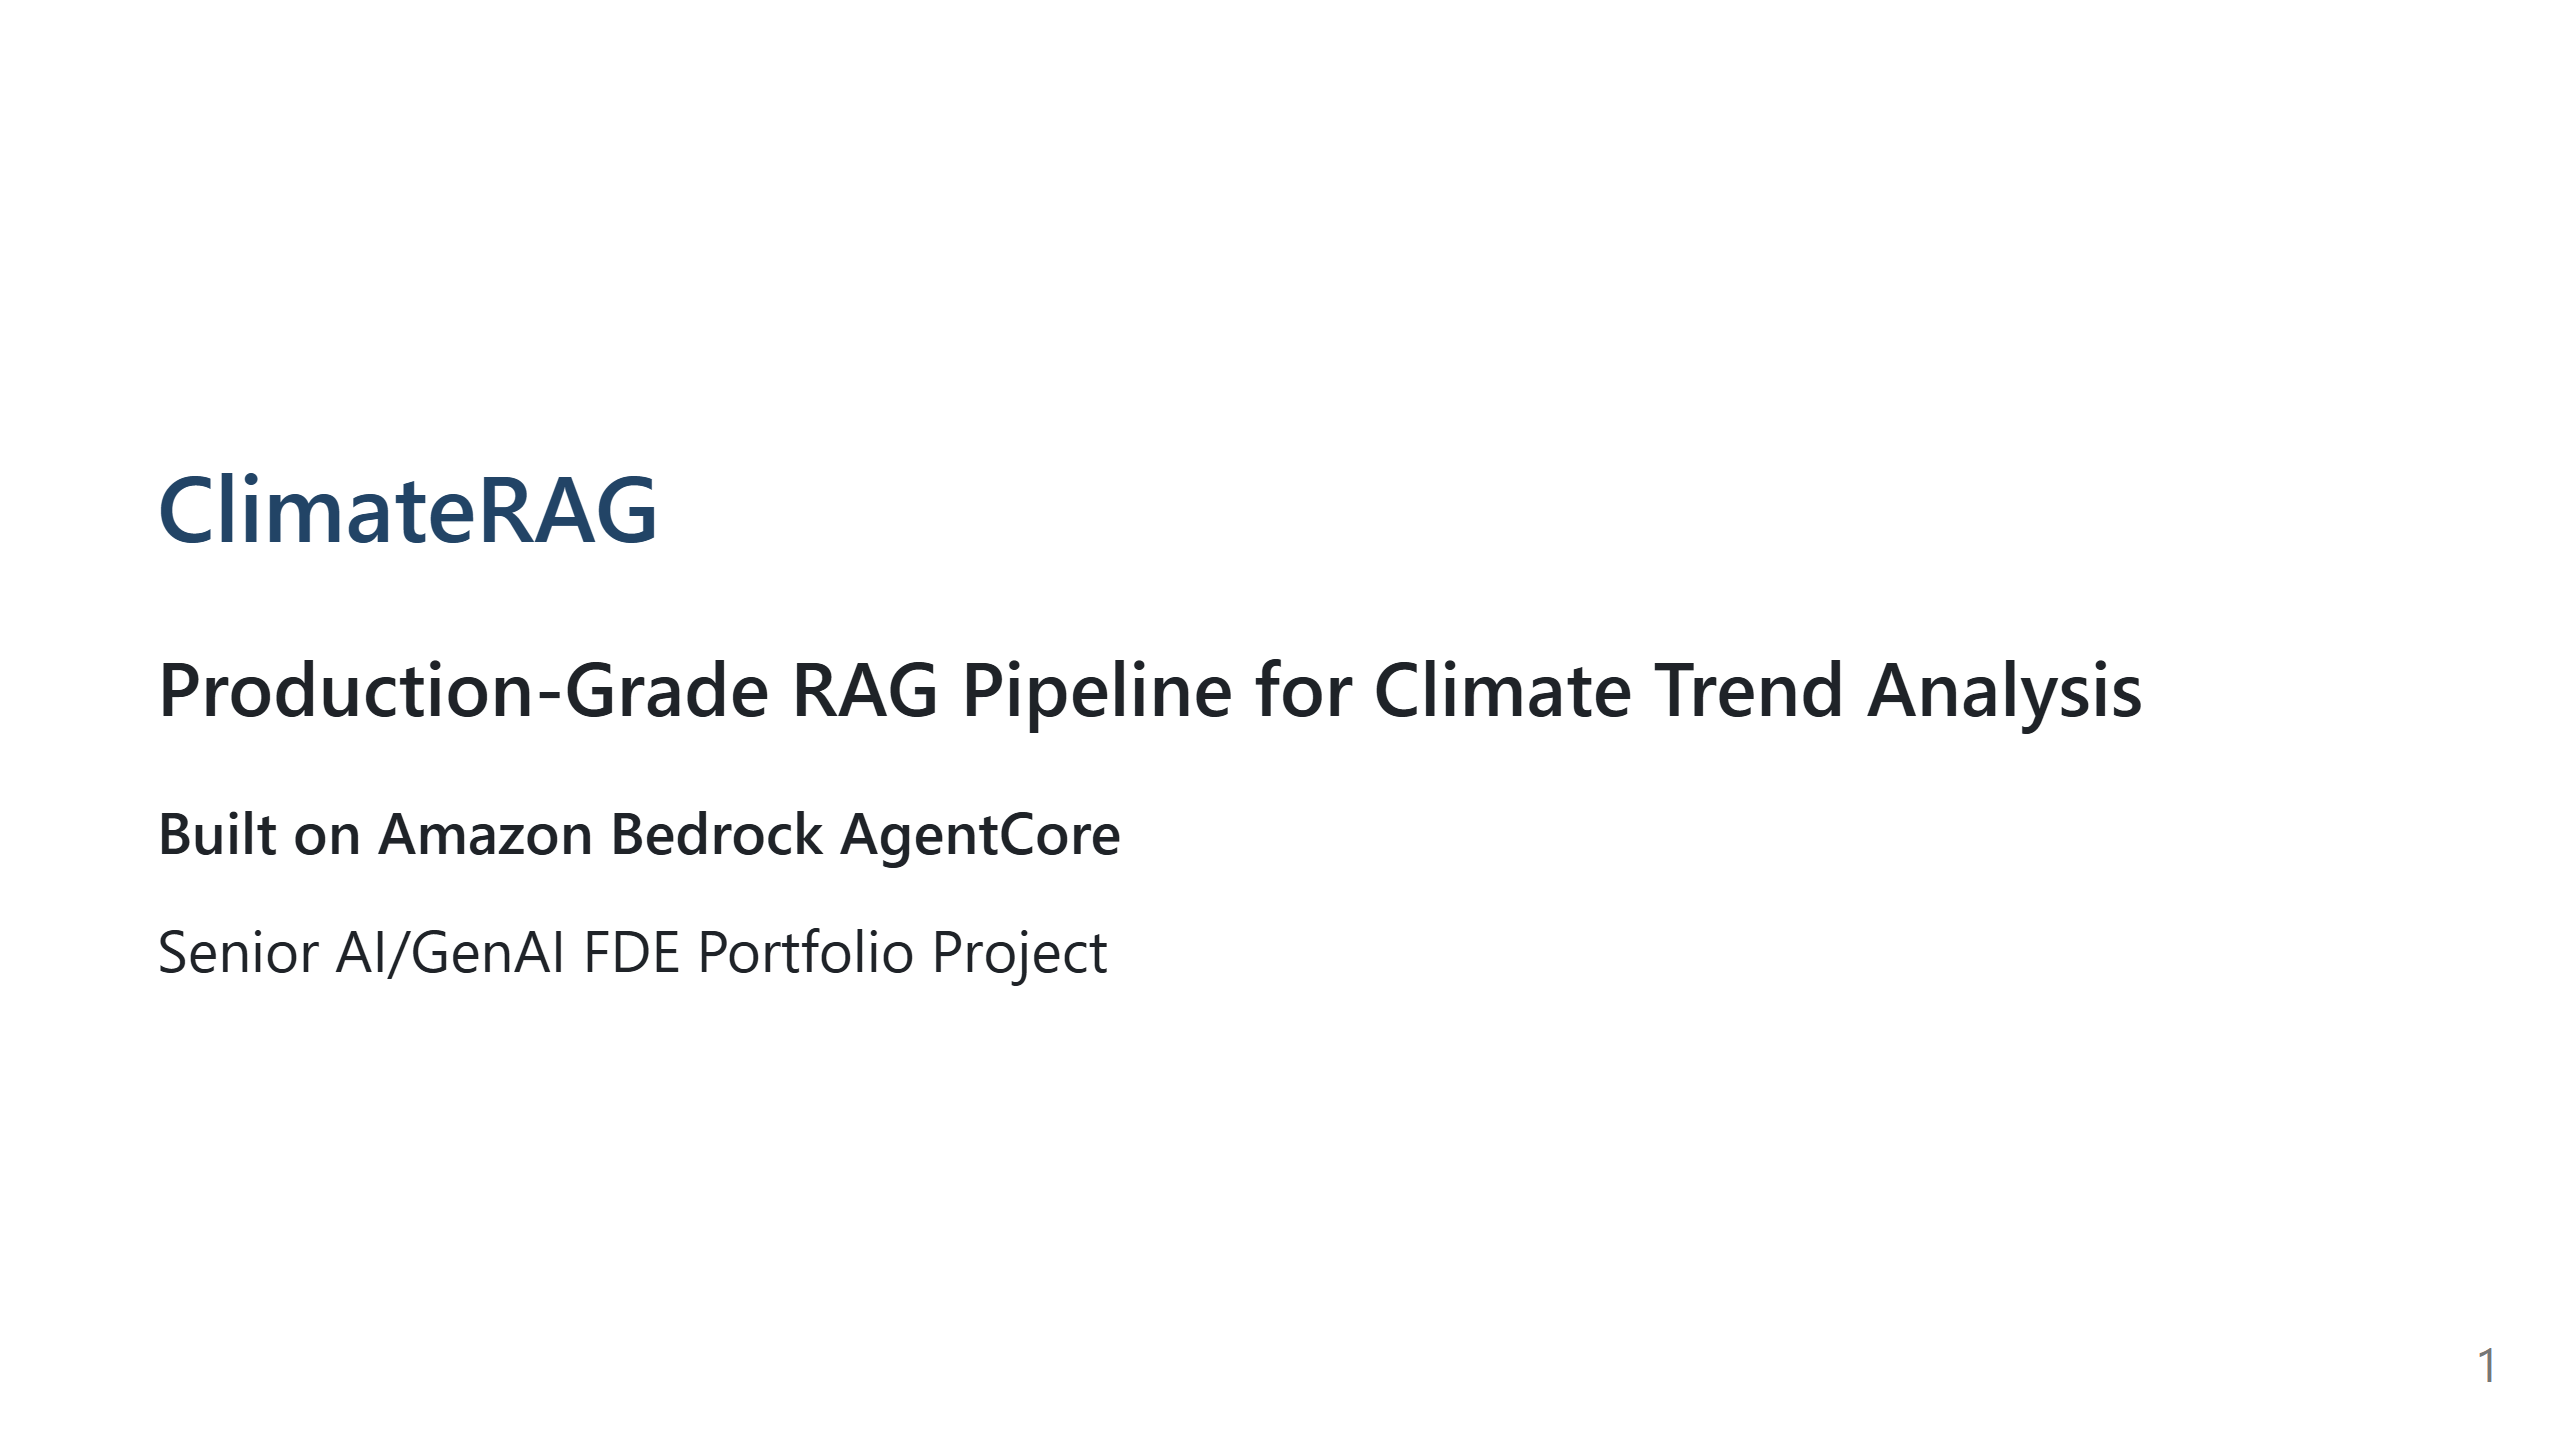 ClimateRAG
Production-Grade RAG Pipeline for Climate Trend Analysis
Built on Amazon Bedrock AgentCore
Senior AI/GenAI FDE Portfolio Project
1